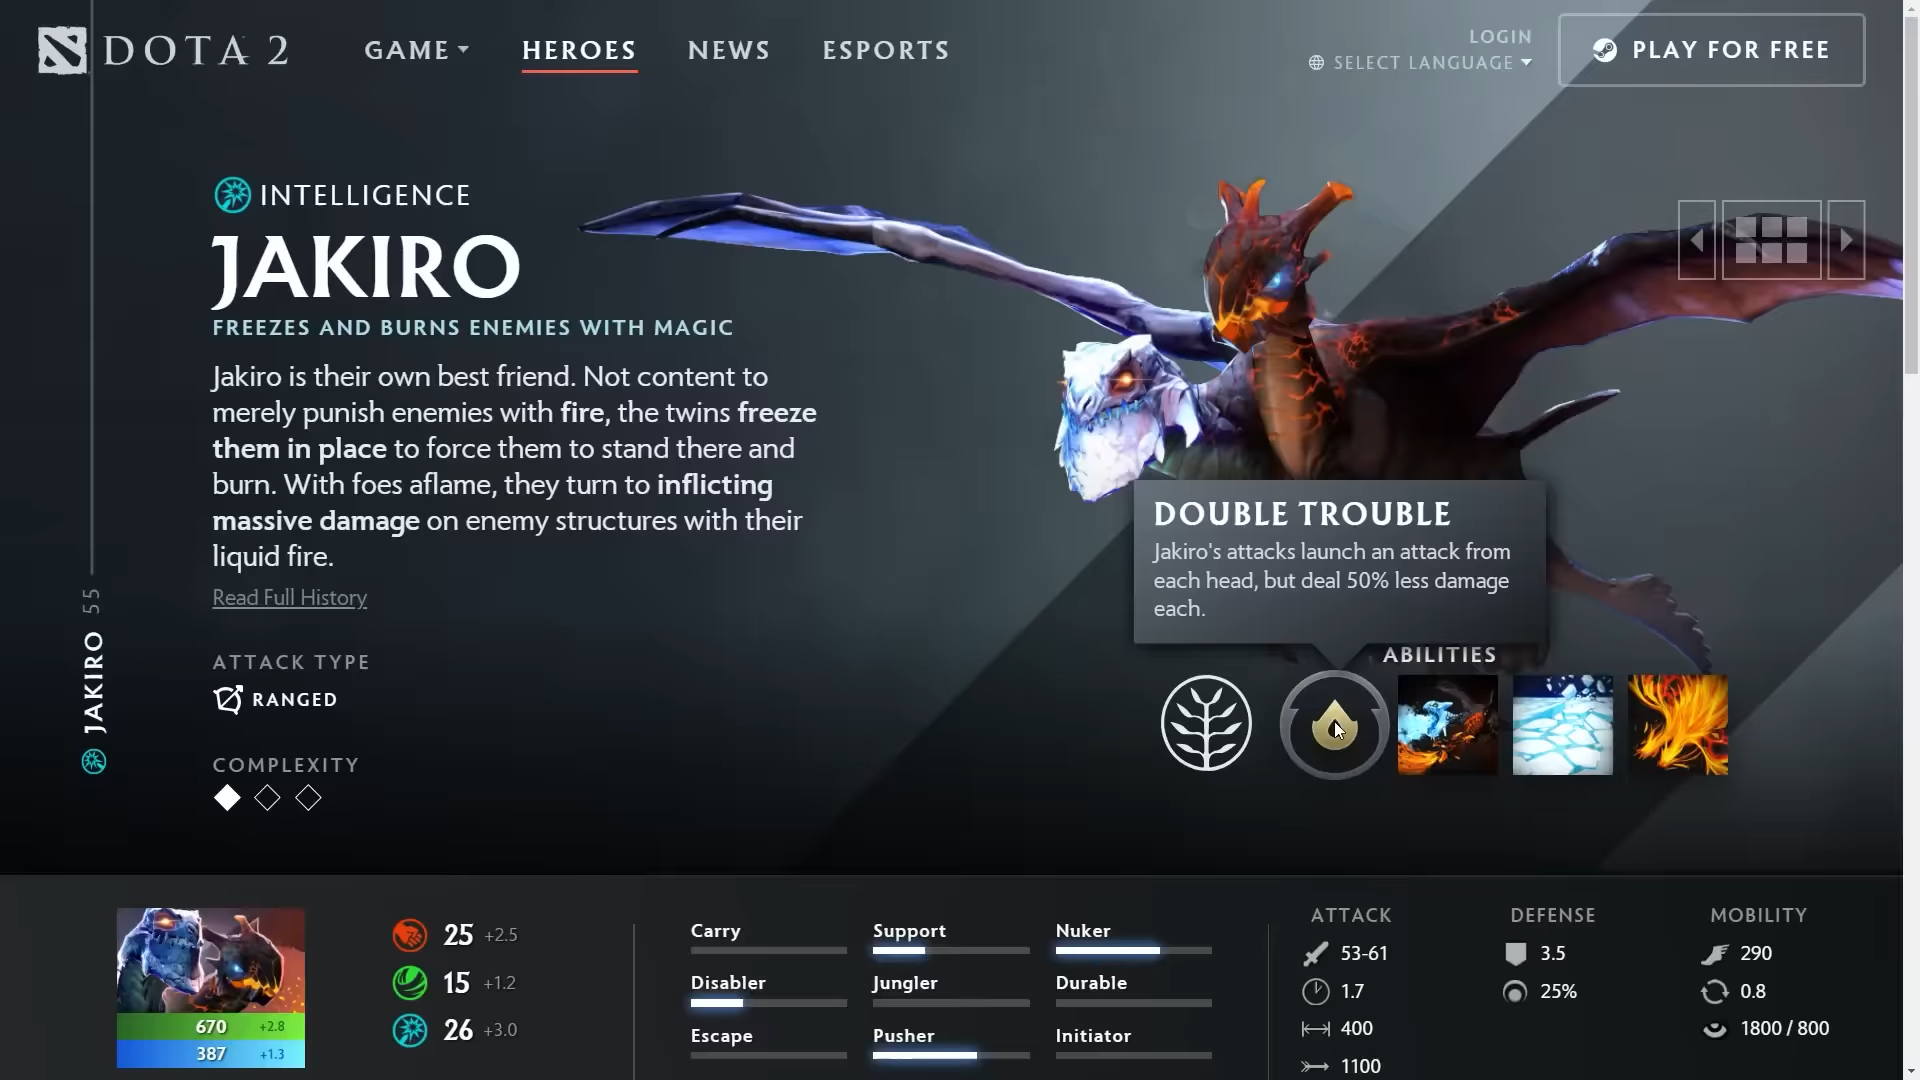 DOTA 2
GAME
HEROES
NEWS
ESPORTS
LOGIN
SELECT LANGUAGE
PLAY FOR FREE
INTELLIGENCE
JAKIRO
FREEZES AND BURNS ENEMIES WITH MAGIC
Jakiro is their own best friend. Not content to
merely punish enemies with fire, the twins freeze
them in place to force them to stand there and
burn. With foes aflame, they turn to inflicting
massive damage on enemy structures with their
liquid fire.
Read Full History
JAKIRO 55
ATTACK TYPE
RANGED
COMPLEXITY
DOUBLE TROUBLE
Jakiro's attacks launch an attack from
each head, but deal 50% less damage
each.
ABILITIES
670 +2.8
387 +1.3
25 +2.5
15 +1.2
26 +3.0
Carry
Support
Nuker
Disabler
Jungler
Durable
Escape
Pusher
Initiator
ATTACK
53-61
1.7
400
1100
DEFENSE
3.5
25%
MOBILITY
290
0.8
1800 / 800